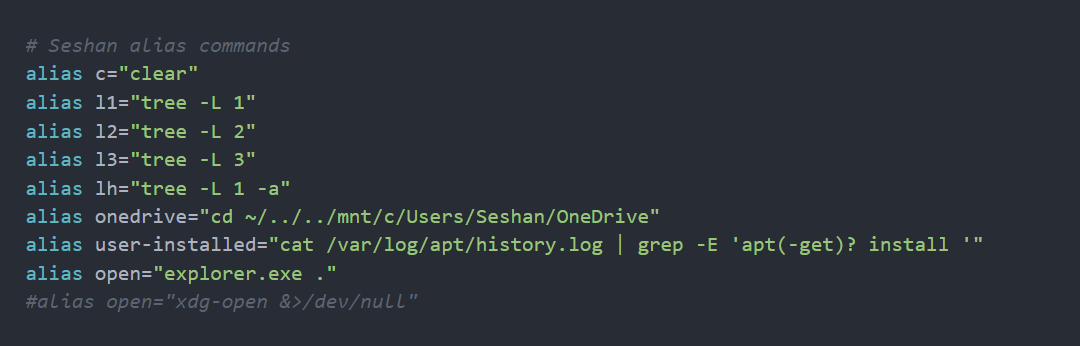 # Seshan alias commands
alias c="clear"
alias l1="tree -L 1"
alias l2="tree -L 2"
alias l3="tree -L 3"
alias lh="tree -L 1 -a"
alias onedrive="cd ~/../../mnt/c/Users/Seshan/OneDrive"
alias user-installed="cat /var/log/apt/history.log | grep -E 'apt(-get)? install '"
alias open="explorer.exe ."
#alias open="xdg-open &>/dev/null"